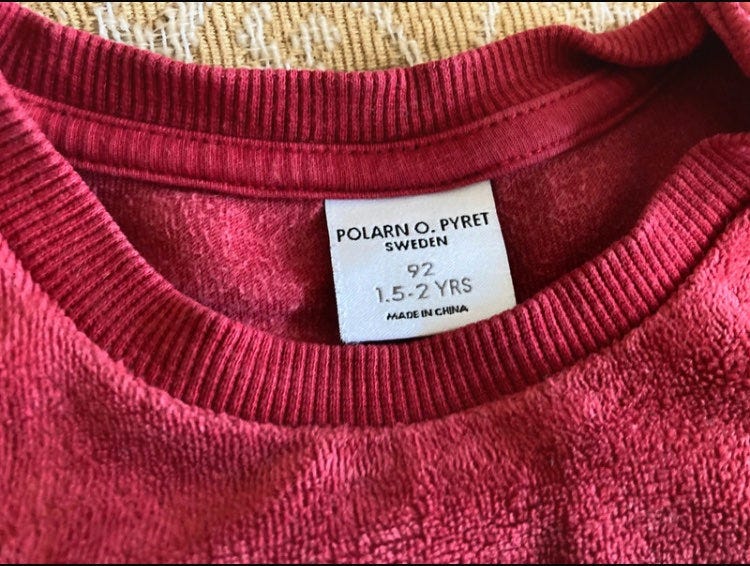 POLARN O. PYRET
SWEDEN
92
1.5-2 YRS
MADE IN CHINA